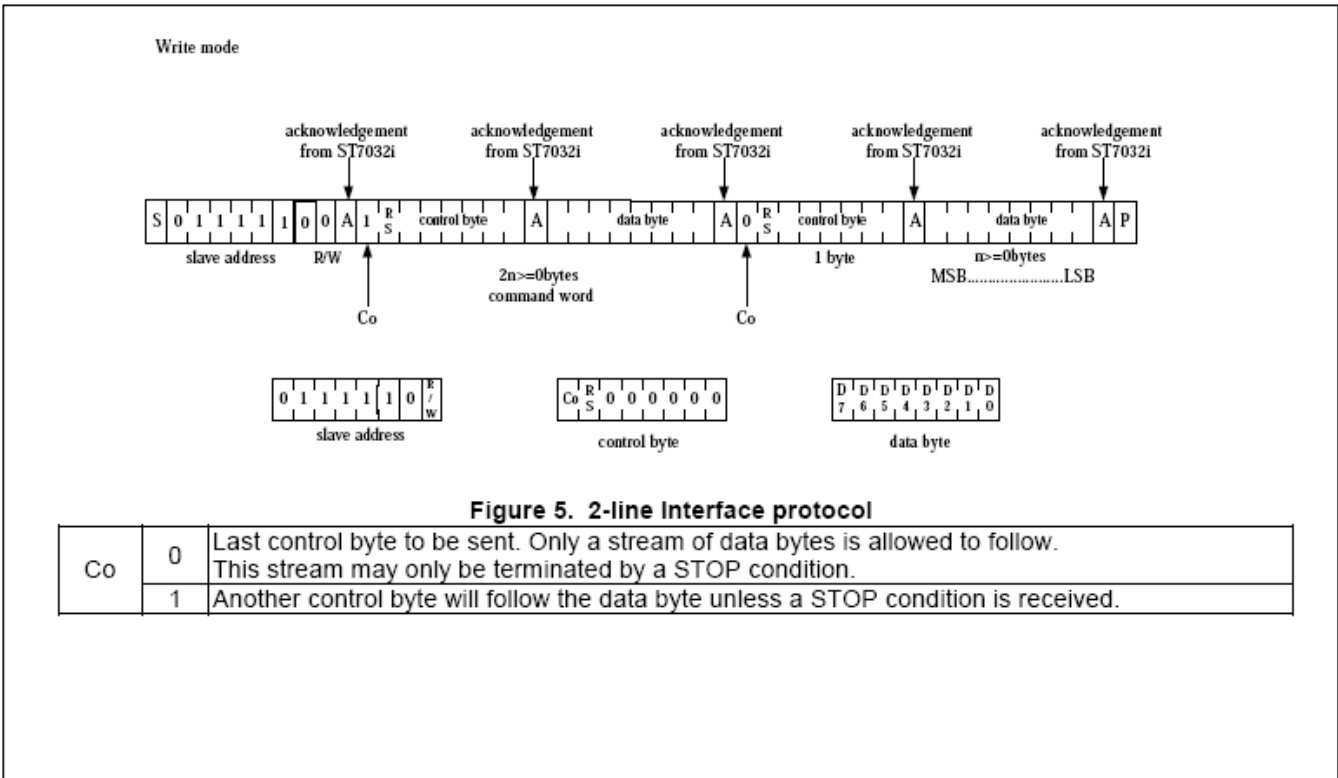 Write mode
acknowledgement acknowledgement acknowledgement acknowledgement acknowledgement
from ST7032i from ST7032i from ST7032i from ST7032i from ST7032i
S 0 1 1 1 1 1 0 0 A 1 RS control byte A data byte A 0 RS control byte A data byte A P
slave address R/W 2n>=0bytes 1 byte n>=0bytes
command word MSB........................LSB
Co Co
0 1 1 1 1 1 0 R/W Co RS 0 0 0 0 0 0 D7 D6 D5 D4 D3 D2 D1 D0
slave address control byte data byte
Figure 5. 2-line Interface protocol
Co 0 Last control byte to be sent. Only a stream of data bytes is allowed to follow.
This stream may only be terminated by a STOP condition.
1 Another control byte will follow the data byte unless a STOP condition is received.